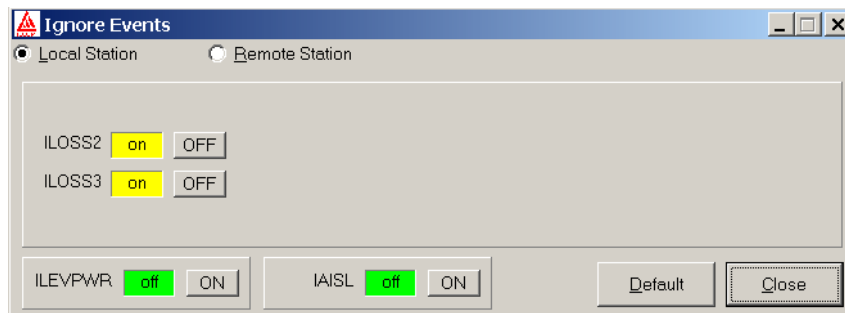 Ignore Events
Local Station Remote Station
ILOSS2 on OFF
ILOSS3 on OFF
ILEVPWR off ON IAISL off ON Default Close